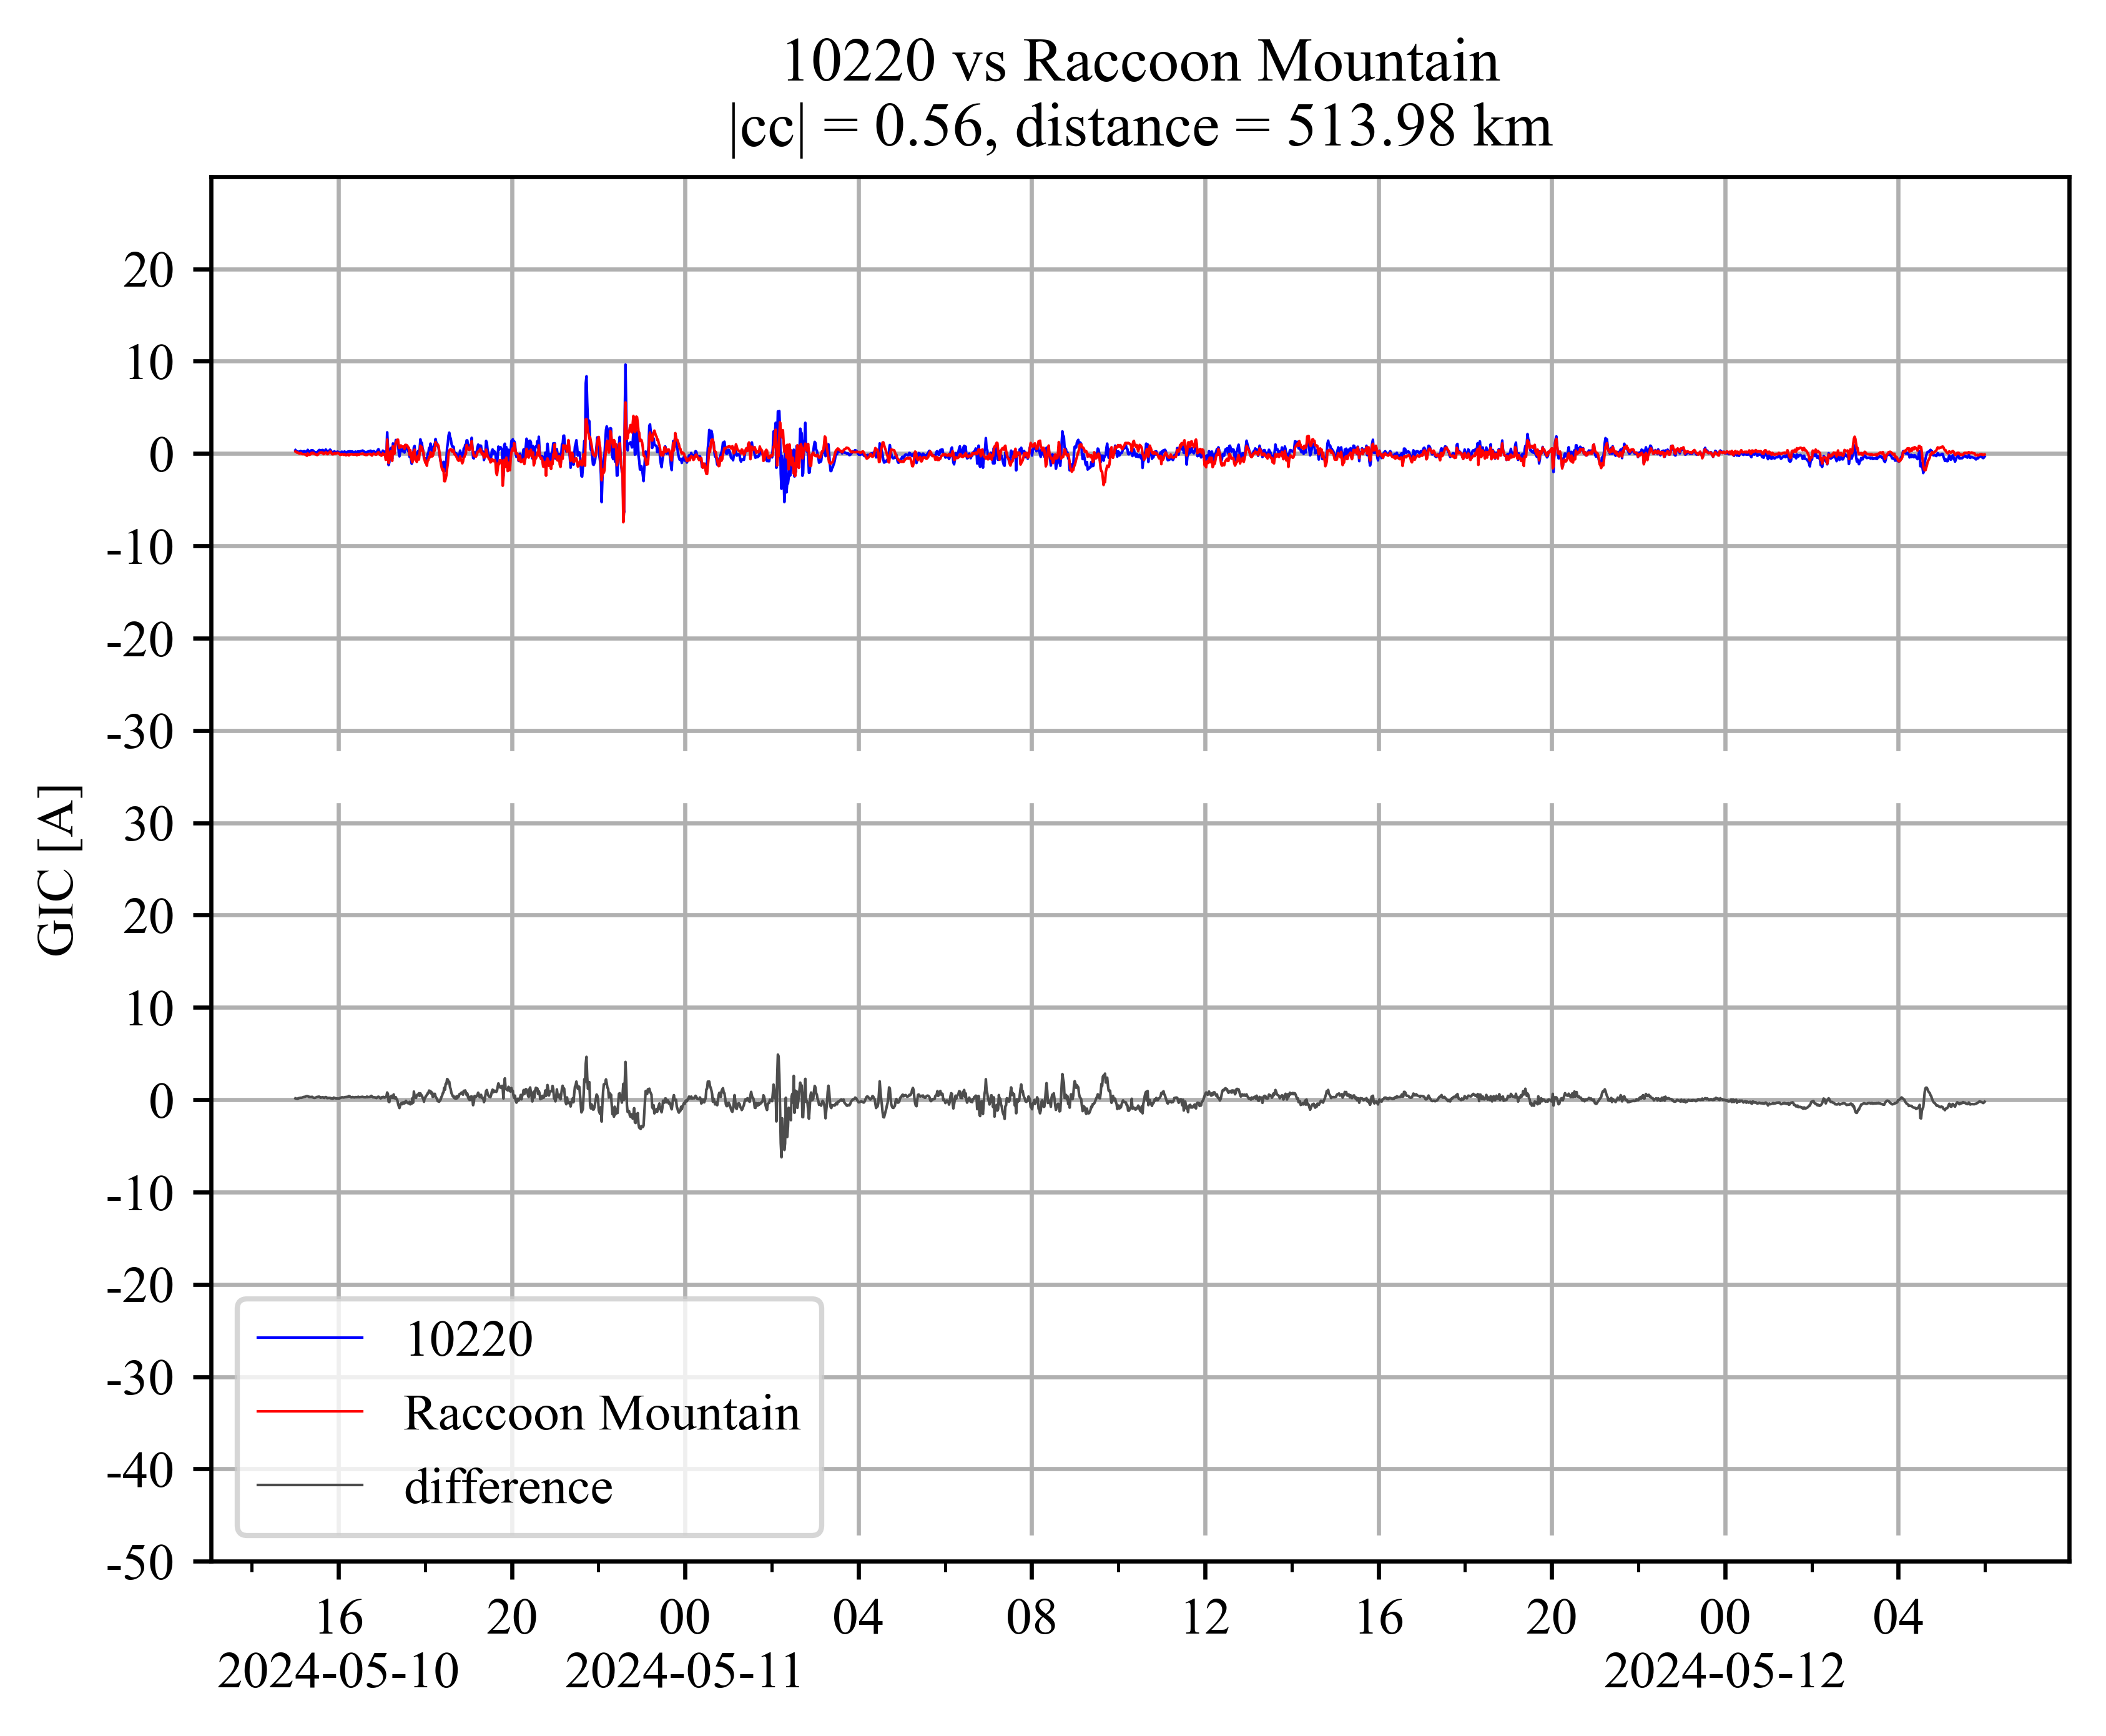 10220 vs Raccoon Mountain
|cc| = 0.56, distance = 513.98 km
20
10
0
-10
-20
-30
30
20
10
0
-10
-20
-30
-40
-50
GIC [A]
10220
Raccoon Mountain
difference
16 20 00 04 08 12 16 20 00 04
2024-05-10 2024-05-11 2024-05-12